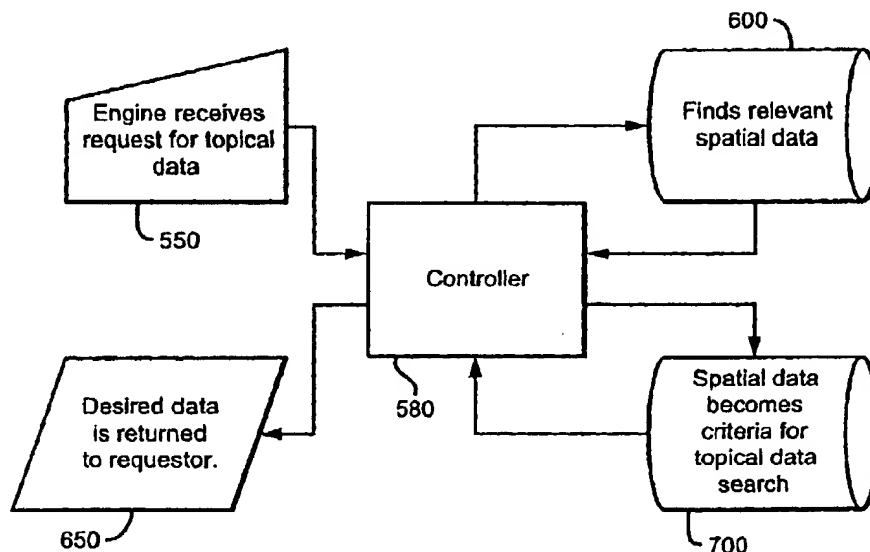 600
Engine receives
request for topical
data
550
Finds relevant
spatial data
Controller
580
Desired data
is returned
to requestor.
650
Spatial data
becomes
criteria for
topical data
search
700